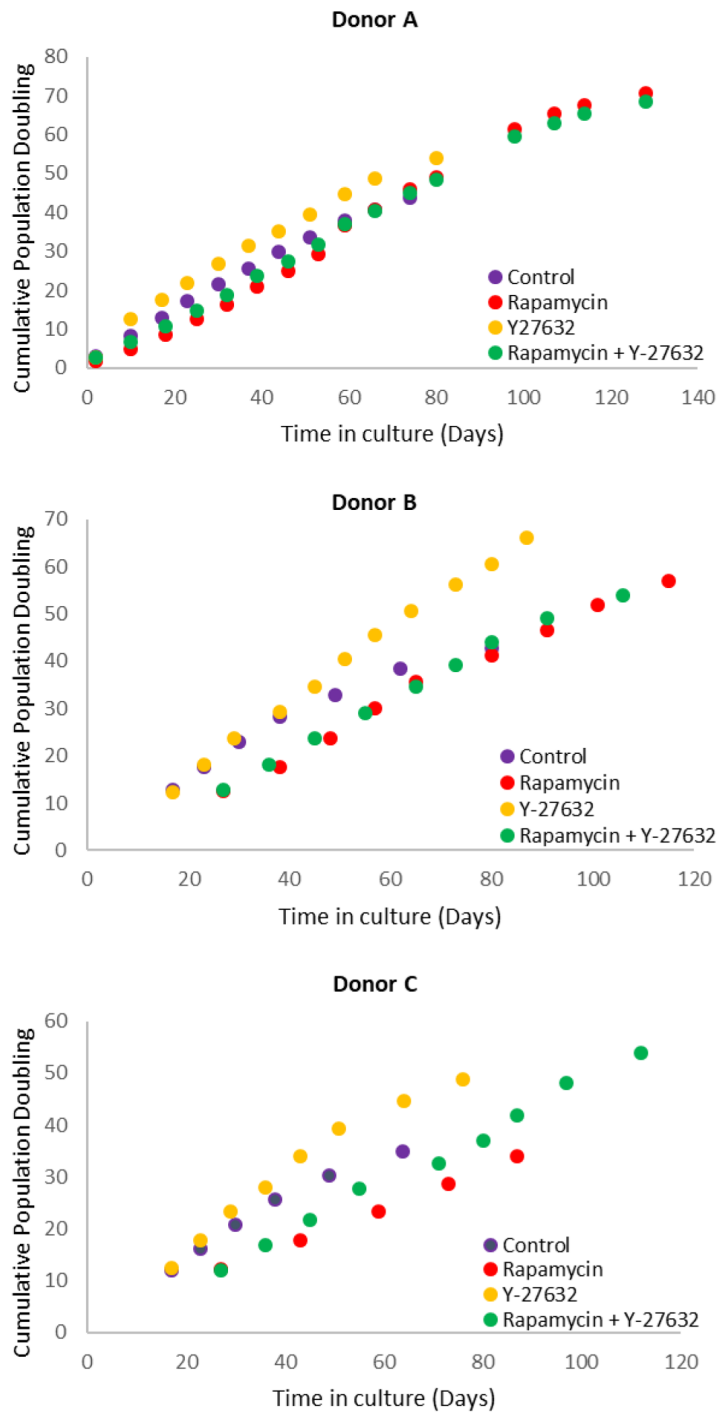 Donor A
80
70
60
50
40
30
20
10
0
Cumulative Population Doubling
Control
Rapamycin
Y27632
Rapamycin + Y-27632
0 20 40 60 80 100 120 140
Time in culture (Days)
Donor B
70
60
50
40
30
20
10
0
Cumulative Population Doubling
Control
Rapamycin
Y-27632
Rapamycin + Y-27632
0 20 40 60 80 100 120
Time in culture (Days)
Donor C
60
50
40
30
20
10
0
Cumulative Population Doubling
Control
Rapamycin
Y-27632
Rapamycin + Y-27632
0 20 40 60 80 100 120
Time in culture (Days)